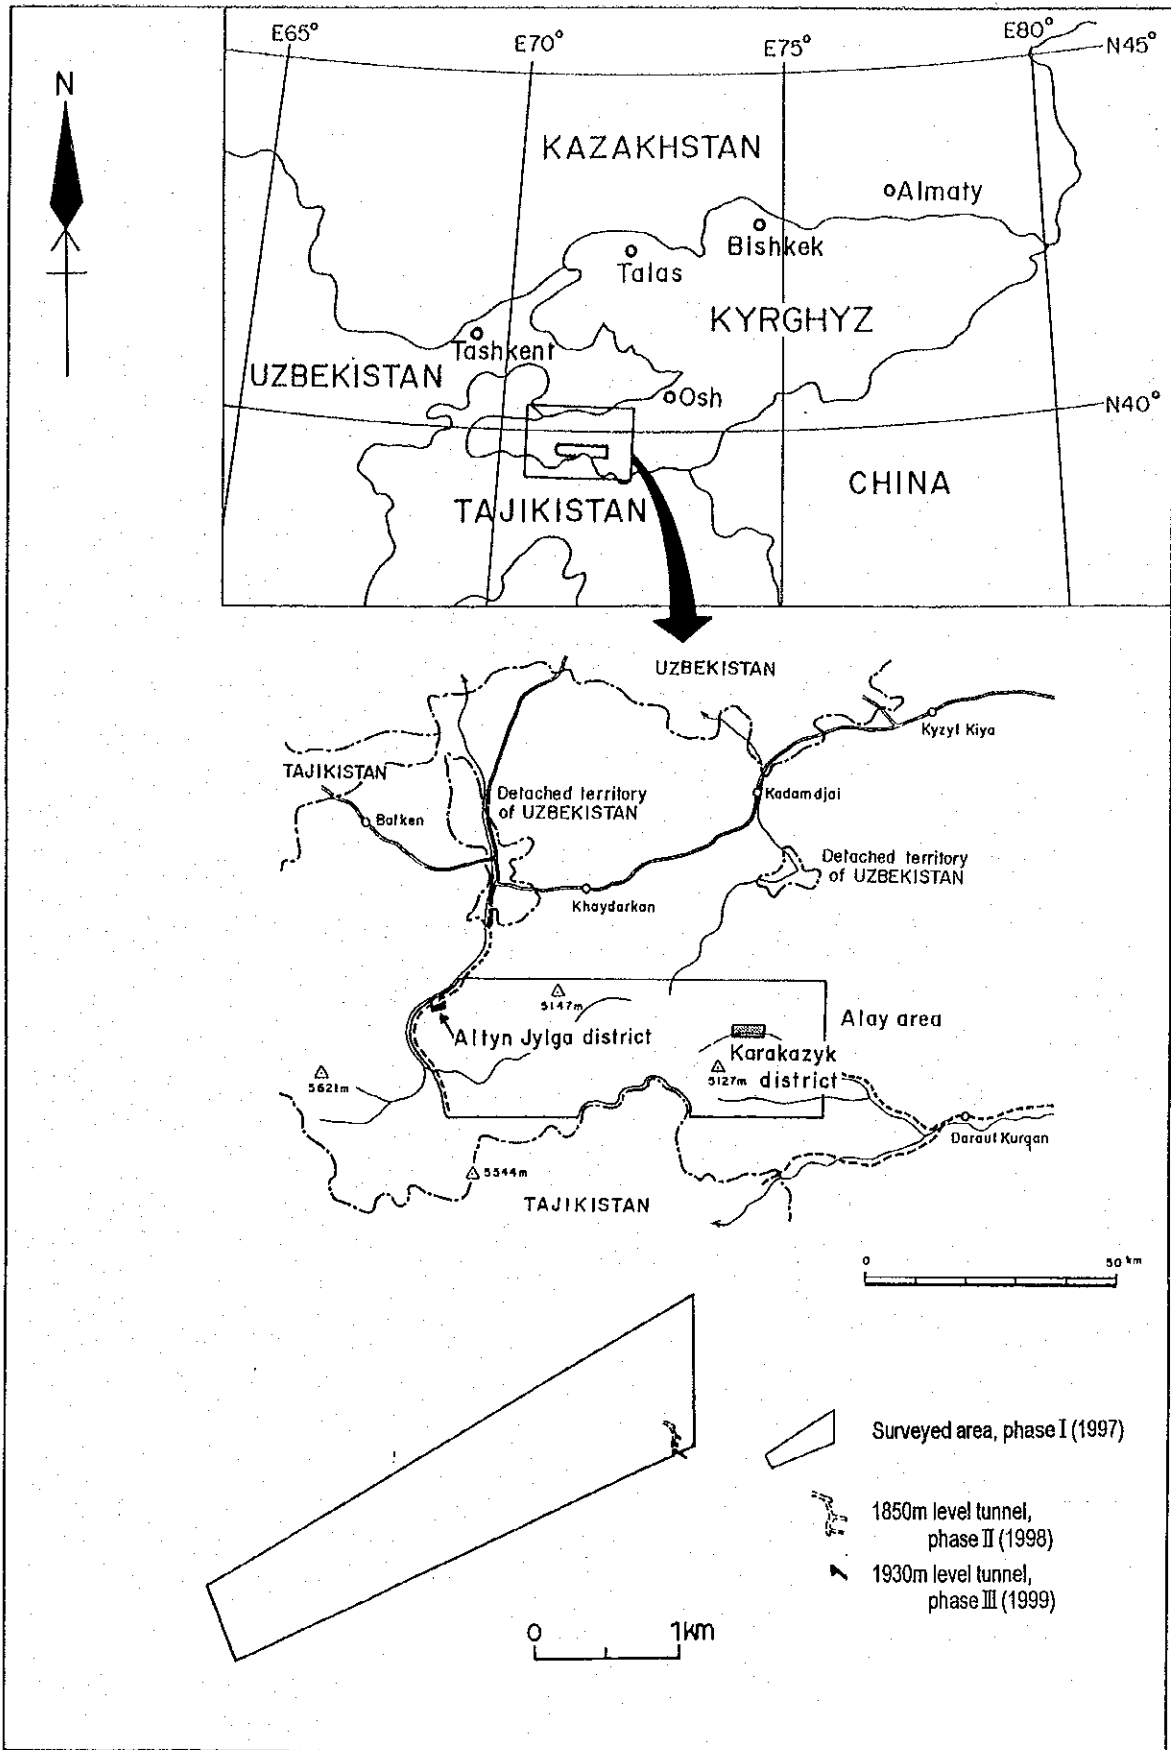 E65°
E70°
E75°
E80°
N45°
N
KAZAKHSTAN
Almaty
Bishkek
Talas
KYRGHYZ
Tashkent
UZBEKISTAN
Osh
N40°
CHINA
TAJIKISTAN
UZBEKISTAN
Kyzyl Kiya
TAJIKISTAN
Detached territory
of UZBEKISTAN
Kadamdjai
Batken
Detached territory
of UZBEKISTAN
Khaydarkan
5147m
Altyn Jylga district
Alay area
Karakazyk
district
5127m
5621m
Daraut Kurgan
5544m
TAJIKISTAN
0 50 km
Surveyed area, phase I (1997)
1850m level tunnel,
phase II (1998)
1930m level tunnel,
phase III (1999)
0 1km